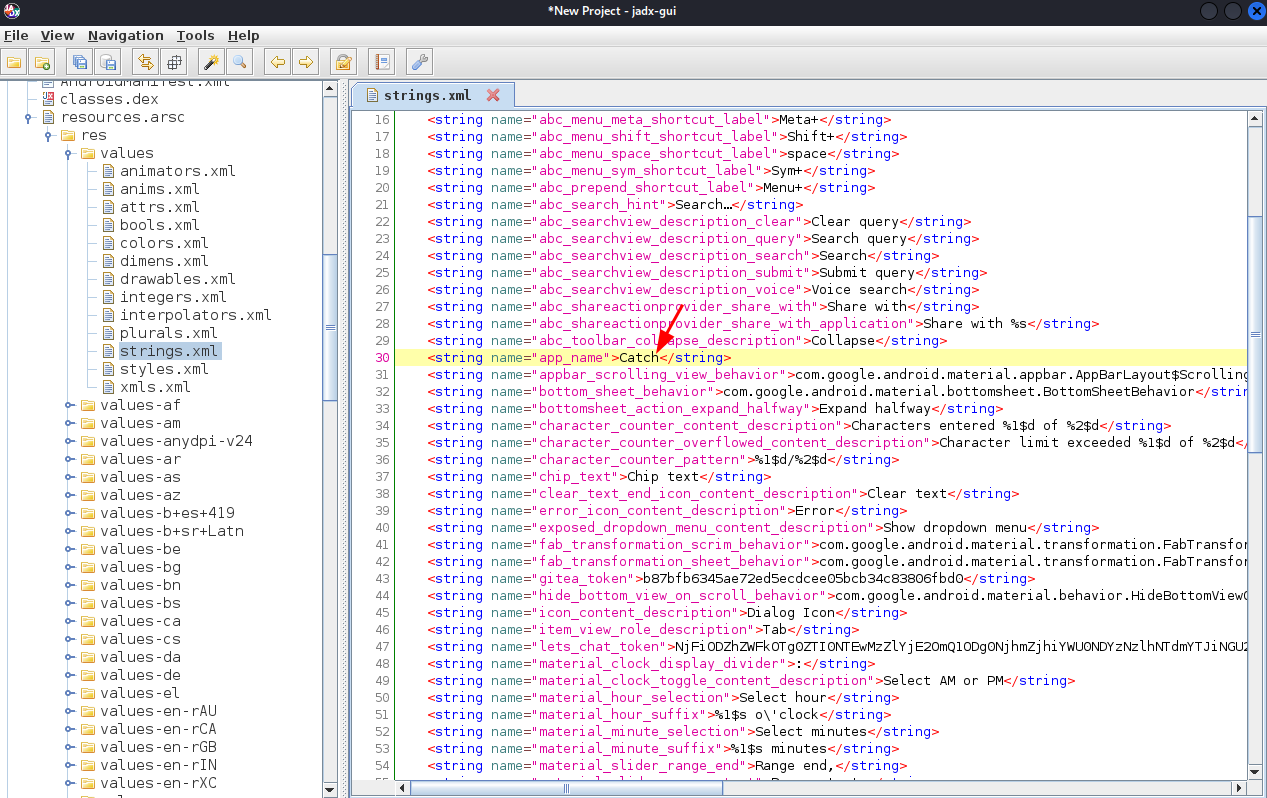 *New Project - jadx-gui
File View Navigation Tools Help
AndroidManifest.xml
classes.dex
resources.arsc
res
values
animators.xml
anims.xml
attrs.xml
bools.xml
colors.xml
dimens.xml
drawables.xml
integers.xml
interpolators.xml
plurals.xml
strings.xml
styles.xml
xmls.xml
values-af
values-am
values-anydpi-v24
values-ar
values-as
values-az
values-b+es+419
values-b+sr+Latn
values-be
values-bg
values-bn
values-bs
values-ca
values-cs
values-da
values-de
values-el
values-en-rAU
values-en-rCA
values-en-rGB
values-en-rIN
values-en-rXC
strings.xml
16 <string name="abc_menu_meta_shortcut_label">Meta+</string>
17 <string name="abc_menu_shift_shortcut_label">Shift+</string>
18 <string name="abc_menu_space_shortcut_label">space</string>
19 <string name="abc_menu_sym_shortcut_label">Sym+</string>
20 <string name="abc_prepend_shortcut_label">Menu+</string>
21 <string name="abc_search_hint">Search…</string>
22 <string name="abc_searchview_description_clear">Clear query</string>
23 <string name="abc_searchview_description_query">Search query</string>
24 <string name="abc_searchview_description_search">Search</string>
25 <string name="abc_searchview_description_submit">Submit query</string>
26 <string name="abc_searchview_description_voice">Voice search</string>
27 <string name="abc_shareactionprovider_share_with">Share with</string>
28 <string name="abc_shareactionprovider_share_with_application">Share with %s</string>
29 <string name="abc_toolbar_collapse_description">Collapse</string>
30 <string name="app_name">Catch</string>
31 <string name="appbar_scrolling_view_behavior">com.google.android.material.appbar.AppBarLayout$Scrolling
32 <string name="bottom_sheet_behavior">com.google.android.material.bottomsheet.BottomSheetBehavior</strin
33 <string name="bottomsheet_action_expand_halfway">Expand halfway</string>
34 <string name="character_counter_content_description">Characters entered %1$d of %2$d</string>
35 <string name="character_counter_overflowed_content_description">Character limit exceeded %1$d of %2$d</
36 <string name="character_counter_pattern">%1$d/%2$d</string>
37 <string name="chip_text">Chip text</string>
38 <string name="clear_text_end_icon_content_description">Clear text</string>
39 <string name="error_icon_content_description">Error</string>
40 <string name="exposed_dropdown_menu_content_description">Show dropdown menu</string>
41 <string name="fab_transformation_scrim_behavior">com.google.android.material.transformation.FabTransfor
42 <string name="fab_transformation_sheet_behavior">com.google.android.material.transformation.FabTransfor
43 <string name="gitea_token">b87bfb6345ae72ed5ecdcee05bcb34c83806fbd0</string>
44 <string name="hide_bottom_view_on_scroll_behavior">com.google.android.material.behavior.HideBottomView
45 <string name="icon_content_description">Dialog Icon</string>
46 <string name="item_view_role_description">Tab</string>
47 <string name="lets_chat_token">
48 <string name="material_clock_display_divider">:</string>
49 <string name="material_clock_toggle_content_description">Select AM or PM</string>
50 <string name="material_hour_selection">Select hour</string>
51 <string name="material_hour_suffix">%1$s o\'clock</string>
52 <string name="material_minute_selection">Select minutes</string>
53 <string name="material_minute_suffix">%1$s minutes</string>
54 <string name="material_slider_range_end">Range end,</string>